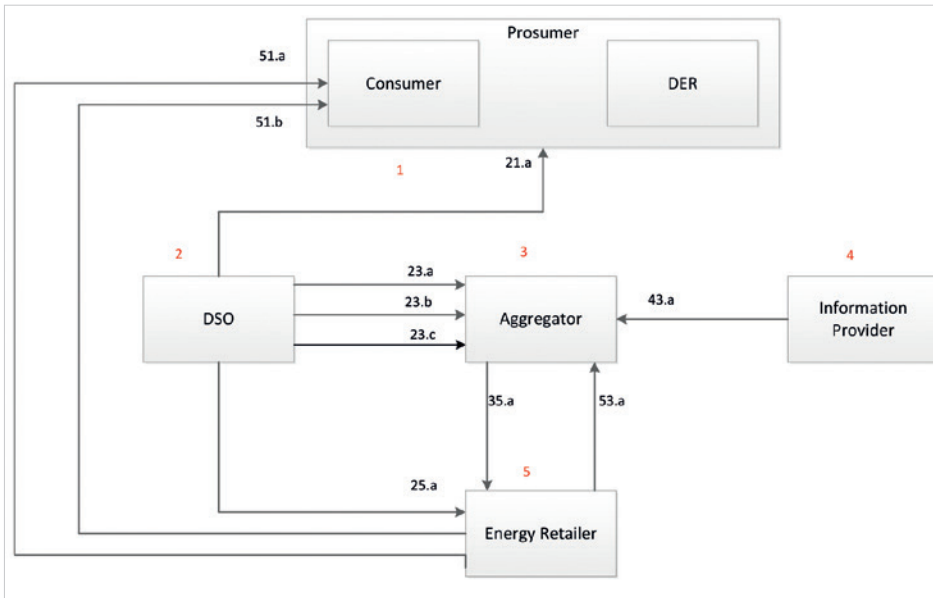 Prosumer
51.a
Consumer
DER
51.b
1
21.a
2
3
4
23.a
DSO
23.b
Aggregator
43.a
Information
Provider
23.c
35.a
53.a
5
25.a
Energy Retailer